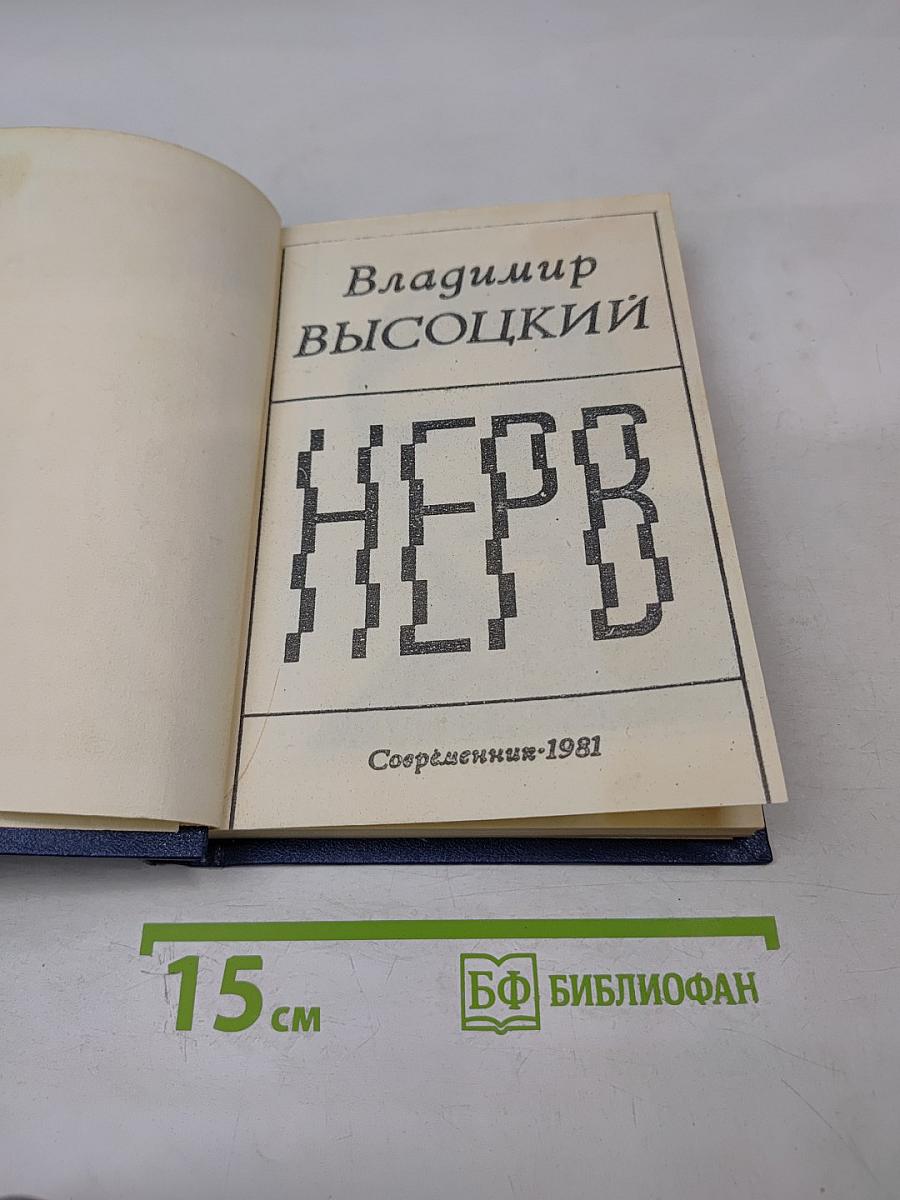 Владимир
ВЫСОЦКИЙ
НЕРВ
Современник·1981
15 см
БФ БИБЛИОФАН